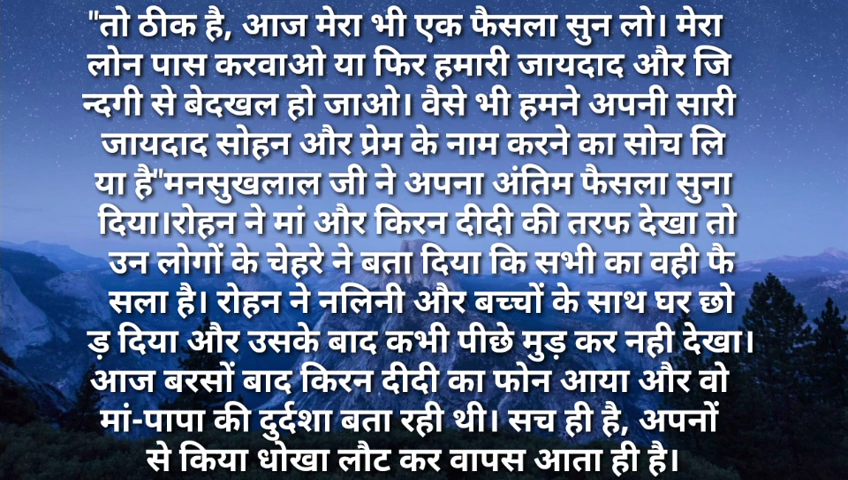 "तो ठीक है, आज मेरा भी एक फैसला सुन लो। मेरा
लोन पास करवाओ या फिर हमारी जायदाद और जि
न्दगी से बेदखल हो जाओ। वैसे भी हमने अपनी सारी
जायदाद सोहन और प्रेम के नाम करने का सोच लि
या है"मनसुखलाल जी ने अपना अंतिम फैसला सुना
दिया।रोहन ने मां और किरन दीदी की तरफ देखा तो
उन लोगों के चेहरे ने बता दिया कि सभी का वही फै
सला है। रोहन ने नलिनी और बच्चों के साथ घर छो
ड़ दिया और उसके बाद कभी पीछे मुड़ कर नही देखा।
आज बरसों बाद किरन दीदी का फोन आया और वो
मां-पापा की दुर्दशा बता रही थी। सच ही है, अपनों
से किया धोखा लौट कर वापस आता ही है।